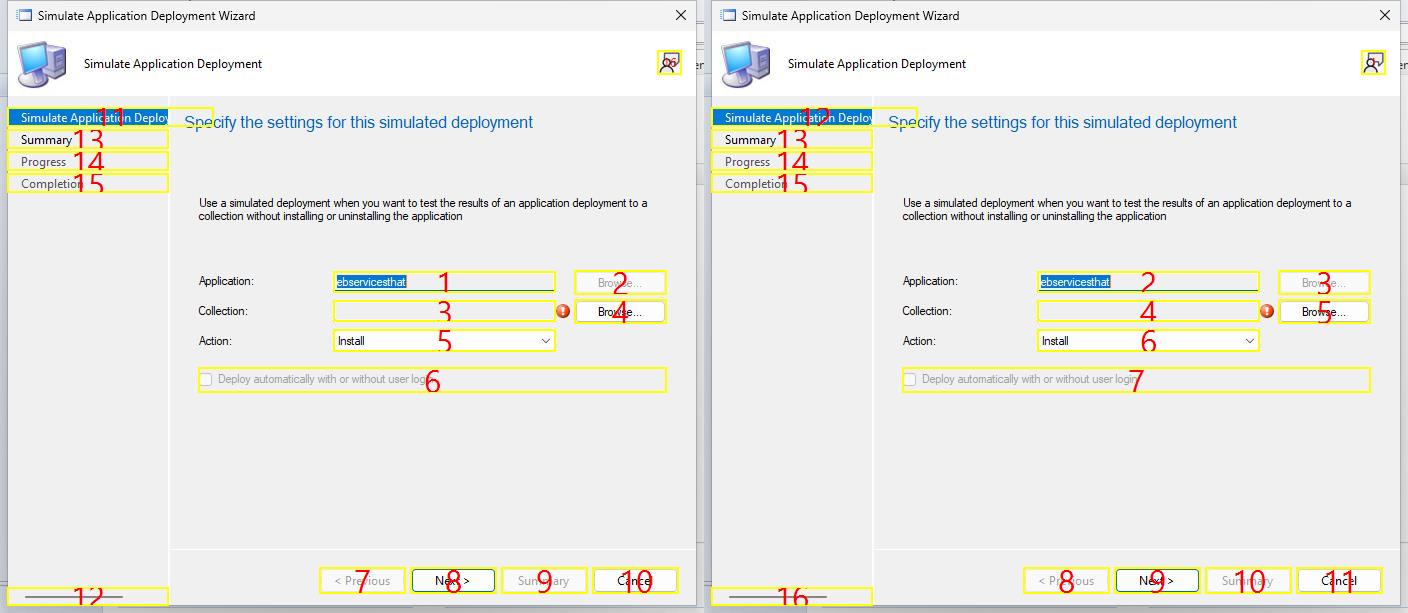 Simulate Application Deployment Wizard
Simulate Application Deployment
16
Simulate Application Deploy
11
Summary
13
Progress
14
Completion
15
12
Specify the settings for this simulated deployment
Use a simulated deployment when you want to test the results of an application deployment to a
collection without installing or uninstalling the application
Application:
ebservicesthat
1
Browse...
2
Collection:
3
Browse...
4
Action:
Install
5
Deploy automatically with or without user login
6
< Previous
7
Next >
8
Summary
9
Cancel
10
Simulate Application Deployment Wizard
Simulate Application Deployment
Simulate Application Deploy
12
Summary
13
Progress
14
Completion
15
16
Specify the settings for this simulated deployment
Use a simulated deployment when you want to test the results of an application deployment to a
collection without installing or uninstalling the application
Application:
ebservicesthat
2
Browse...
3
Collection:
4
Browse...
5
Action:
Install
6
Deploy automatically with or without user login
7
< Previous
8
Next >
9
Summary
10
Cancel
11